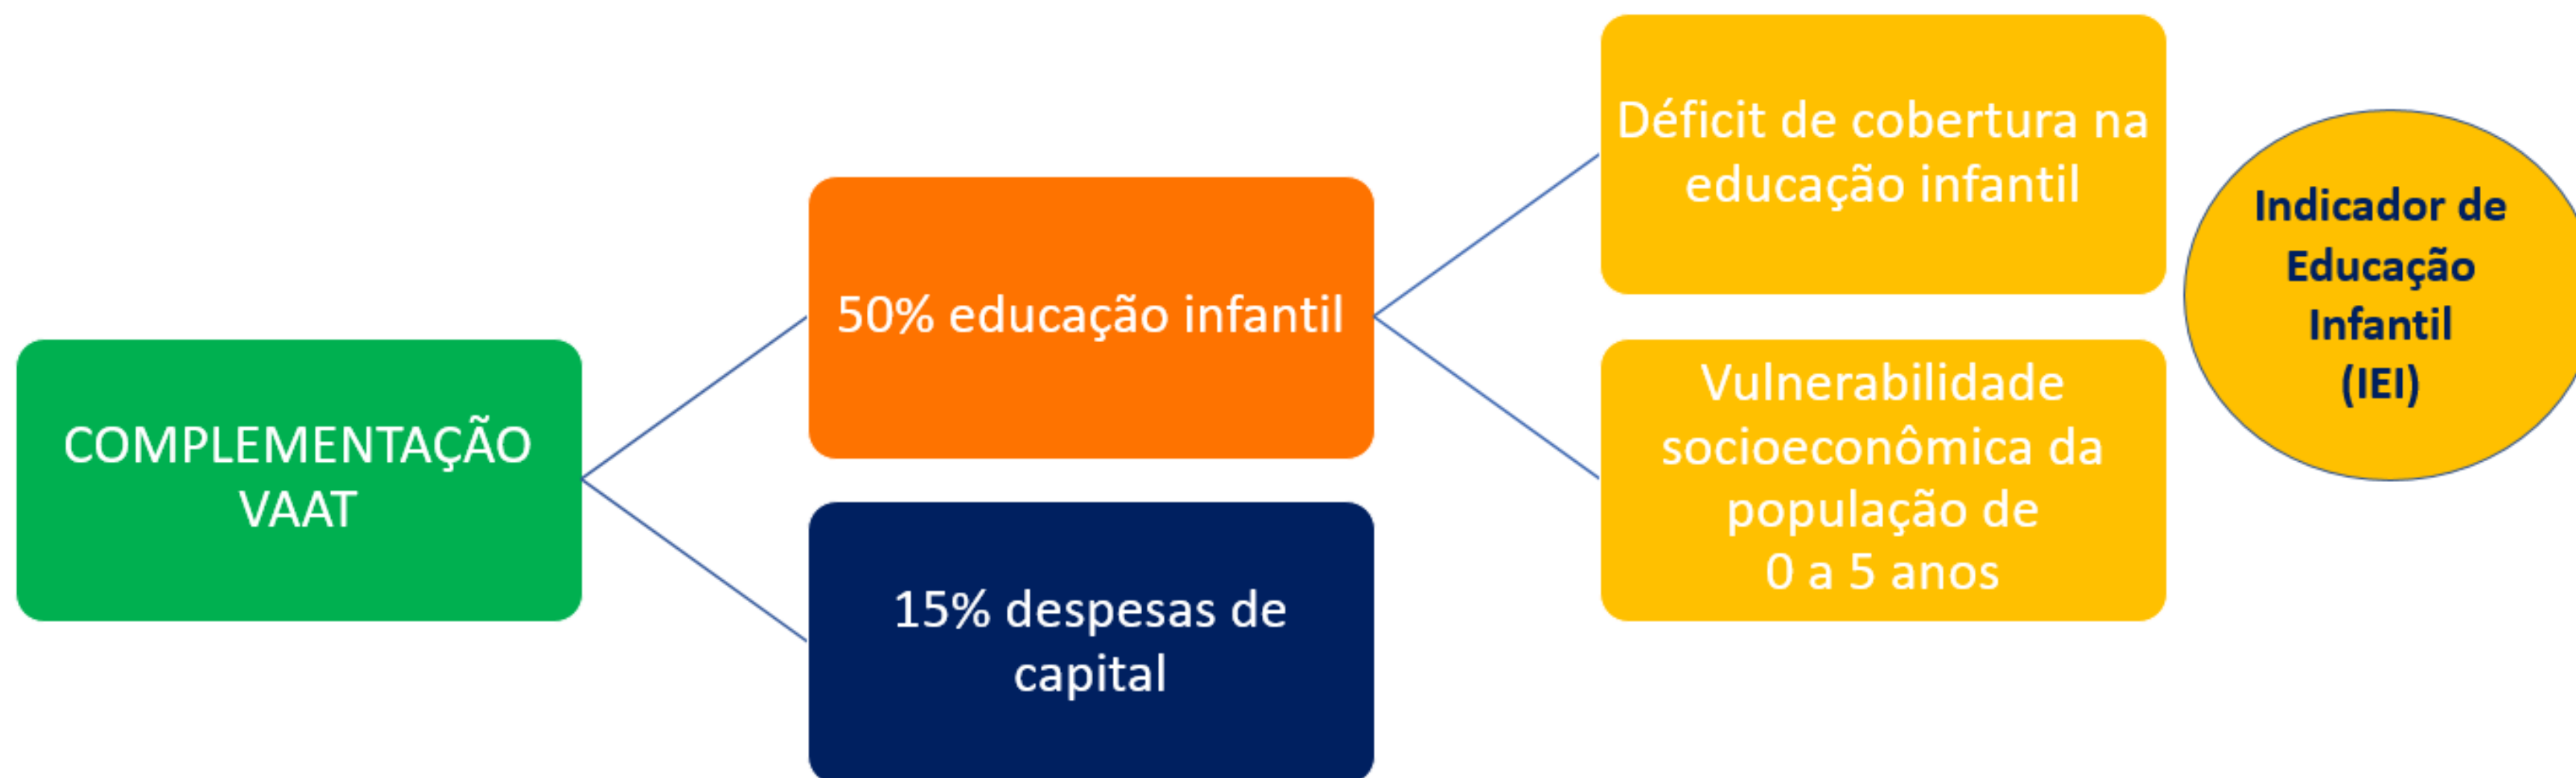 COMPLEMENTAÇÃO
VAAT
50% educação infantil
15% despesas de
capital
Déficit de cobertura na
educação infantil
Vulnerabilidade
socioeconômica da
população de
0 a 5 anos
Indicador de
Educação
Infantil
(IEI)